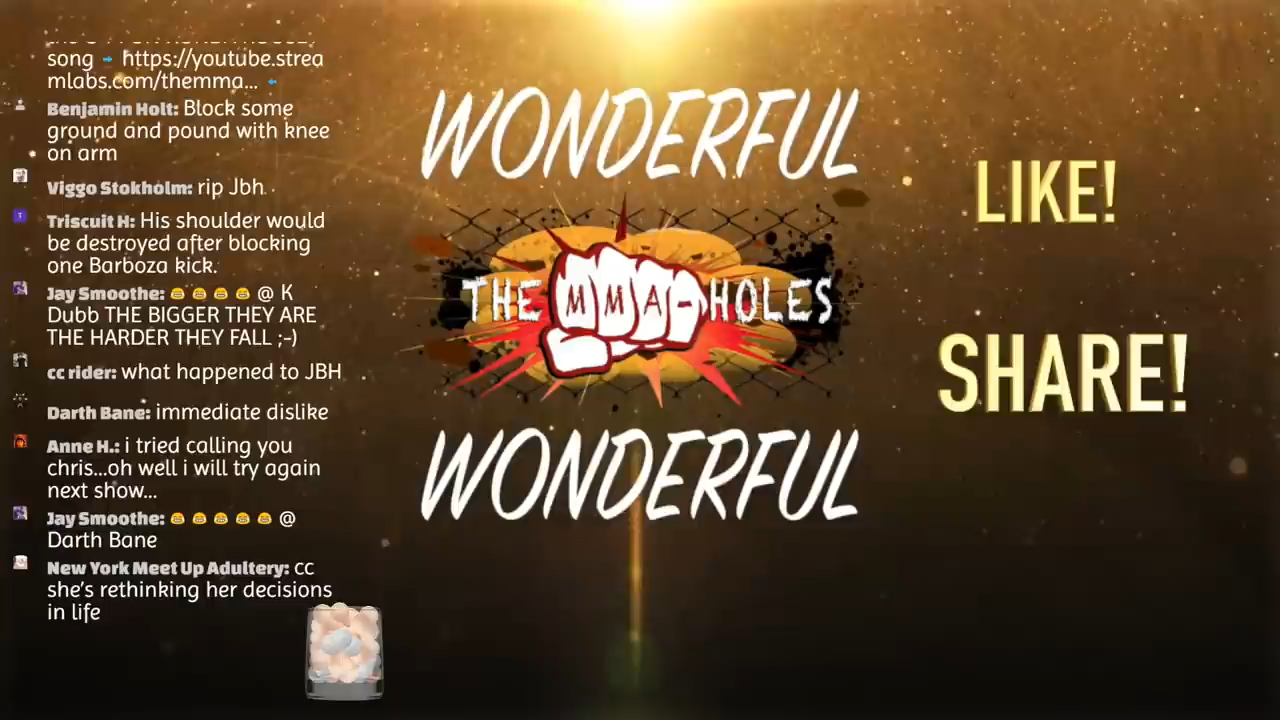 song https://youtube.strea
mlabs.com/themma...
Benjamin Holt: Block some
ground and pound with knee
on arm
Viggo Stokholm: rip Jbh
Triscuit H: His shoulder would
be destroyed after blocking
one Barboza kick.
Jay Smoothe: 😂 😂 😂 😂 @ K
Dubb THE BIGGER THEY ARE
THE HARDER THEY FALL ;-)
cc rider: what happened to JBH
Darth Bane: immediate dislike
Anne H.: i tried calling you
chris...oh well i will try again
next show...
Jay Smoothe: 😂 😂 😂 😂 😂 @
Darth Bane
New York Meet Up Adultery: cc
she's rethinking her decisions
in life
WONDERFUL
THE MMA-HOLES
WONDERFUL
LIKE!
SHARE!